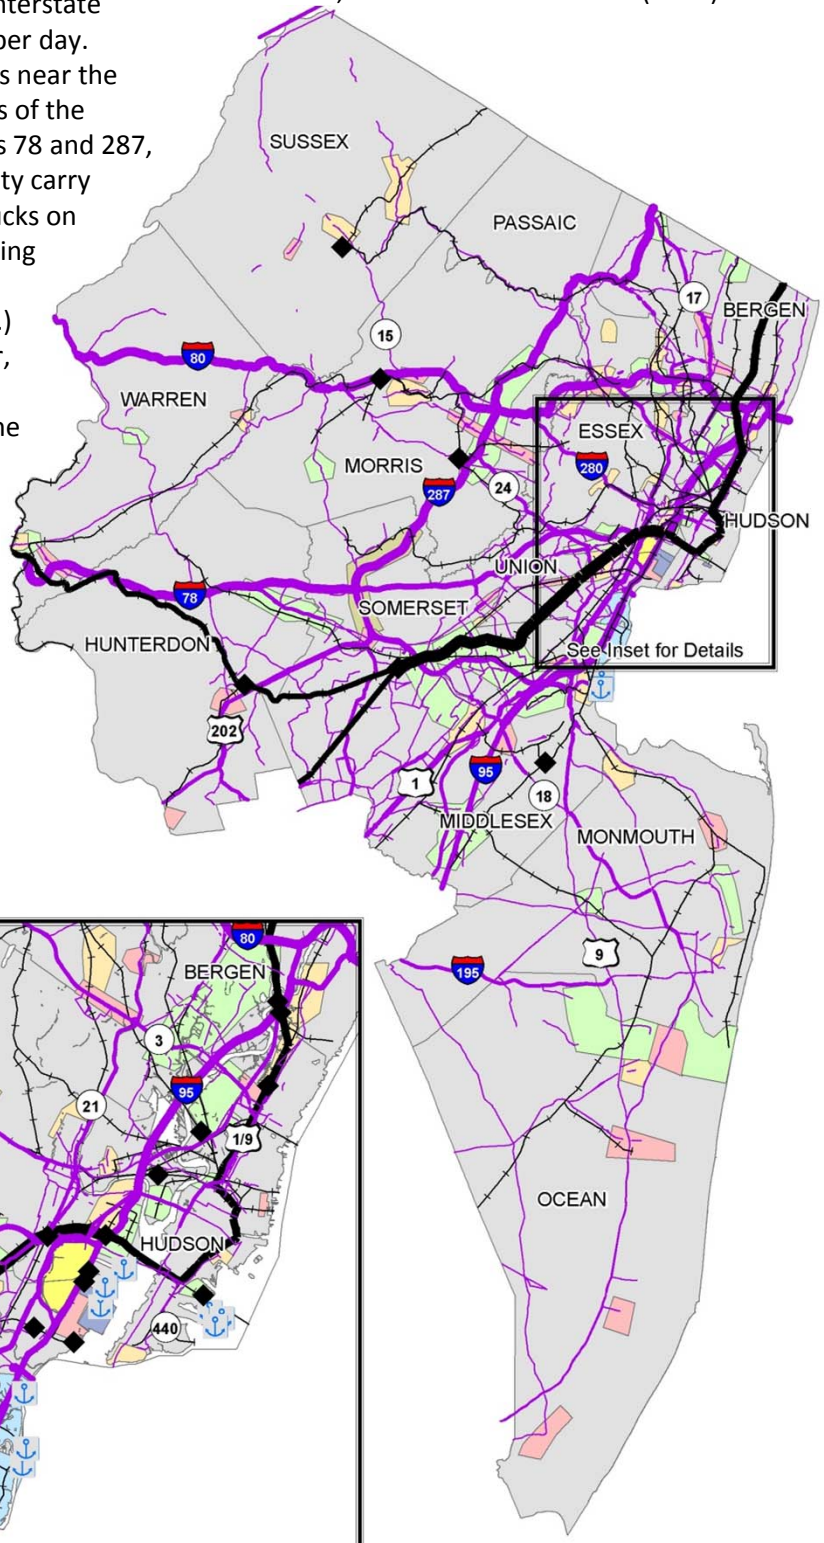 nterstate
per day.
s near the
s of the
s 78 and 287,
ty carry
ucks on
ing
.)
r,
he
SUSSEX
PASSAIC
17
BERGEN
15
80
WARREN
ESSEX
280
MORRIS
287
24
HUDSON
UNION
78
SOMERSET
HUNTERDON
See Inset for Details
202
95
1
18
MIDDLESEX
MONMOUTH
9
195
OCEAN
80
BERGEN
3
95
21
1/9
HUDSON
440